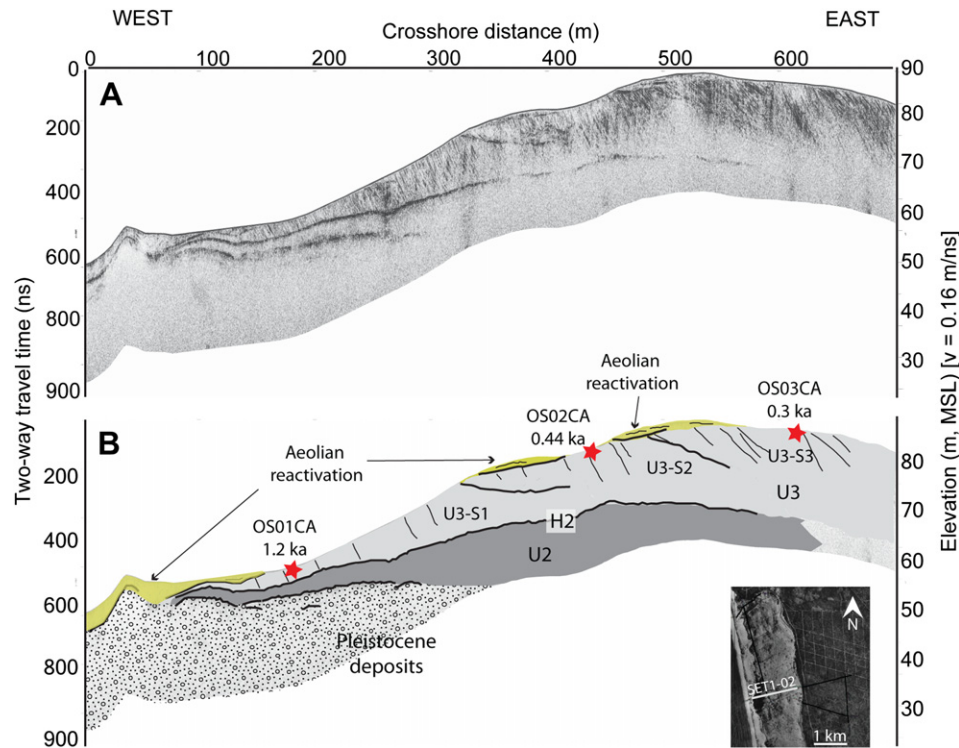 WEST
EAST
Crosshore distance (m)
0 100 200 300 400 500 600
A
Two-way travel time (ns)
0
200
400
600
800
900
90
80
70
60
50
40
30
Elevation (m, MSL) [v = 0.16 m/ns]
B
200
400
600
800
900
80
70
60
50
40
30
Aeolian
reactivation
Aeolian
reactivation
OS01CA
1.2 ka
OS02CA
0.44 ka
OS03CA
0.3 ka
U3-S1
U3-S2
U3-S3
U3
H2
U2
Pleistocene
deposits
N
SET1-02
1 km